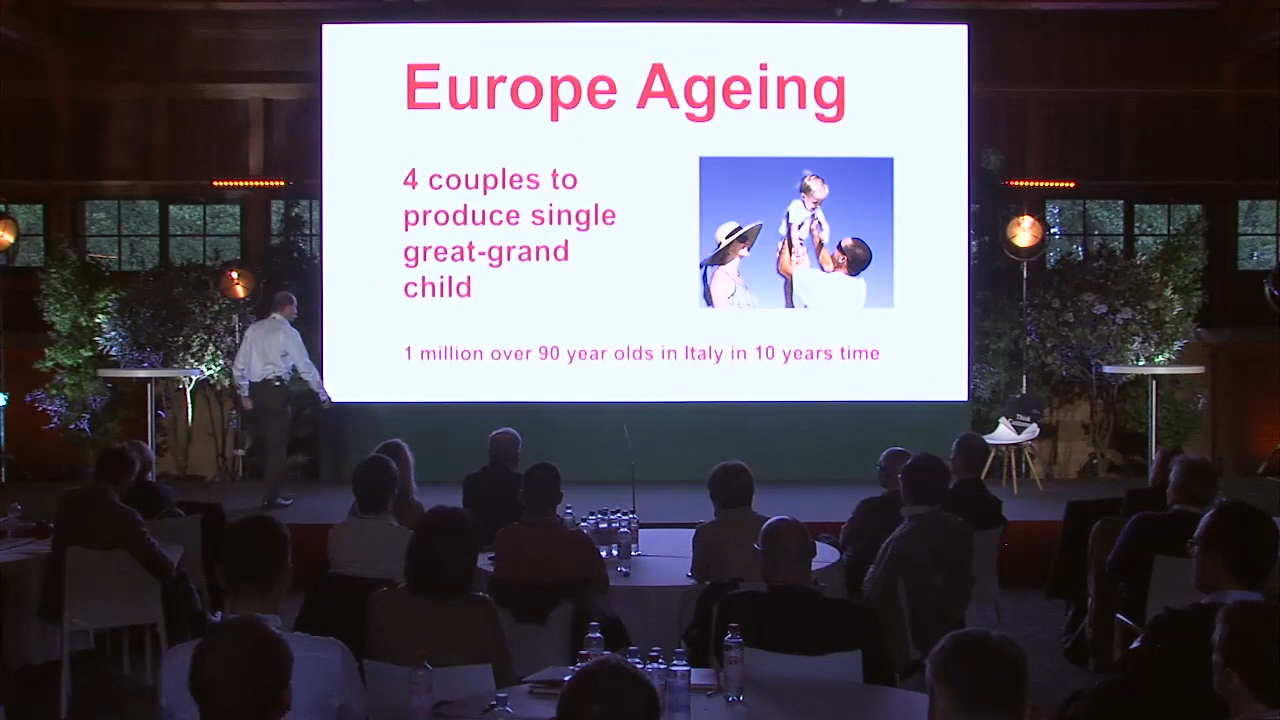 Europe Ageing
4 couples to
produce single
great-grand
child
1 million over 90 year olds in Italy in 10 years time
Think